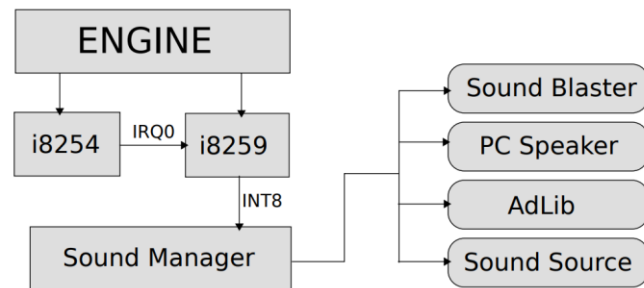 ENGINE
i8254
IRQ0
i8259
INT8
Sound Manager
Sound Blaster
PC Speaker
AdLib
Sound Source